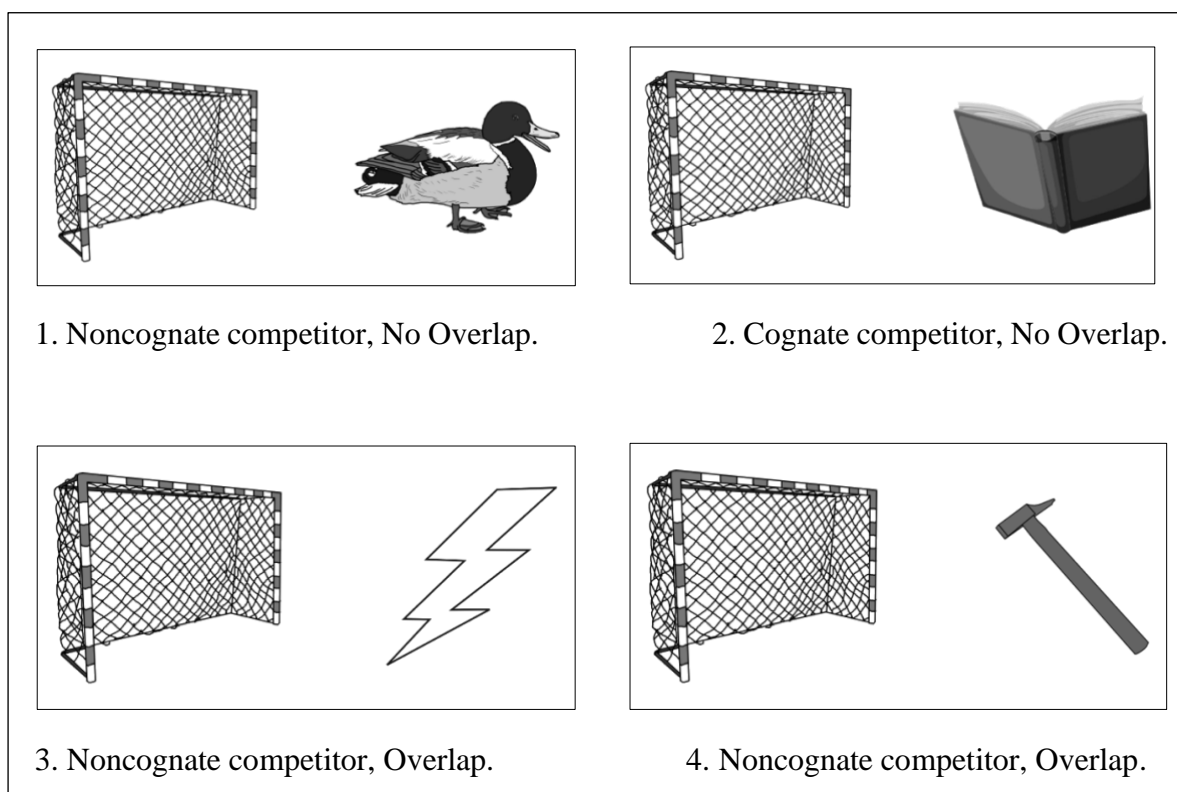 1. Noncognate competitor, No Overlap.
2. Cognate competitor, No Overlap.
3. Noncognate competitor, Overlap.
4. Noncognate competitor, Overlap.